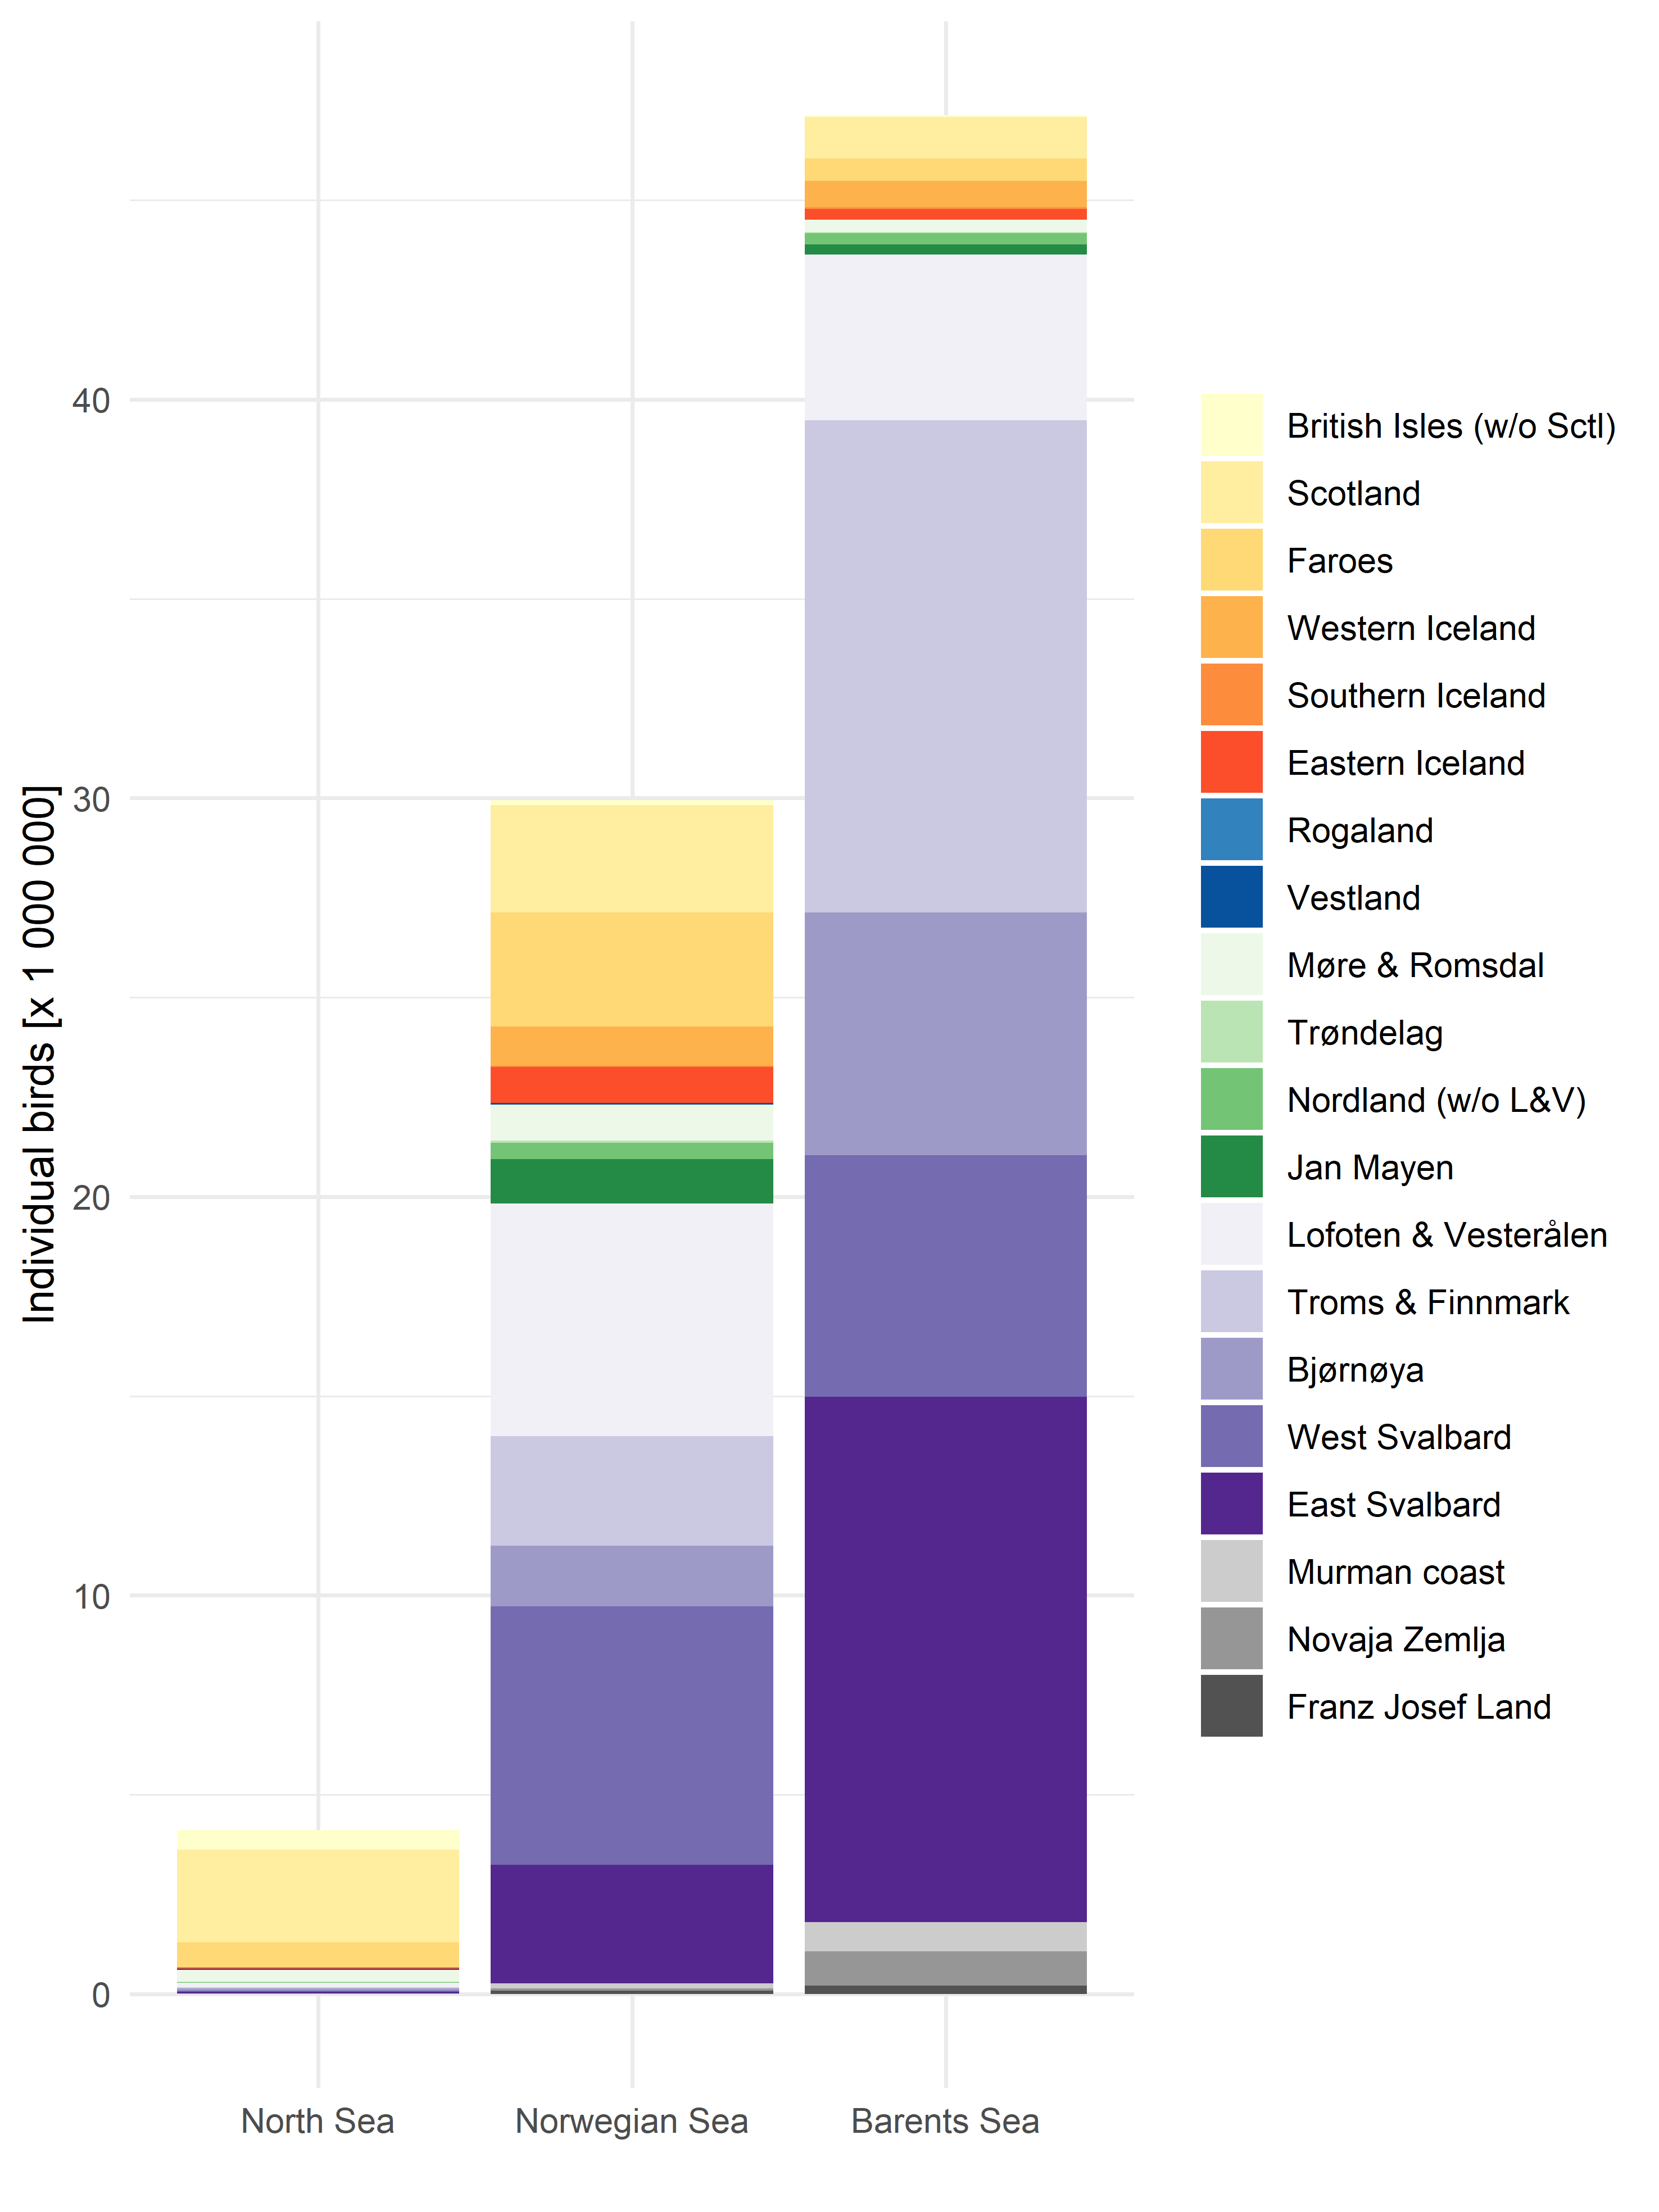 Individual birds [x 1 000 000]
40
30
20
10
0
North Sea
Norwegian Sea
Barents Sea
British Isles (w/o Sctl)
Scotland
Faroes
Western Iceland
Southern Iceland
Eastern Iceland
Rogaland
Vestland
Møre & Romsdal
Trøndelag
Nordland (w/o L&V)
Jan Mayen
Lofoten & Vesterålen
Troms & Finnmark
Bjørnøya
West Svalbard
East Svalbard
Murman coast
Novaja Zemlja
Franz Josef Land